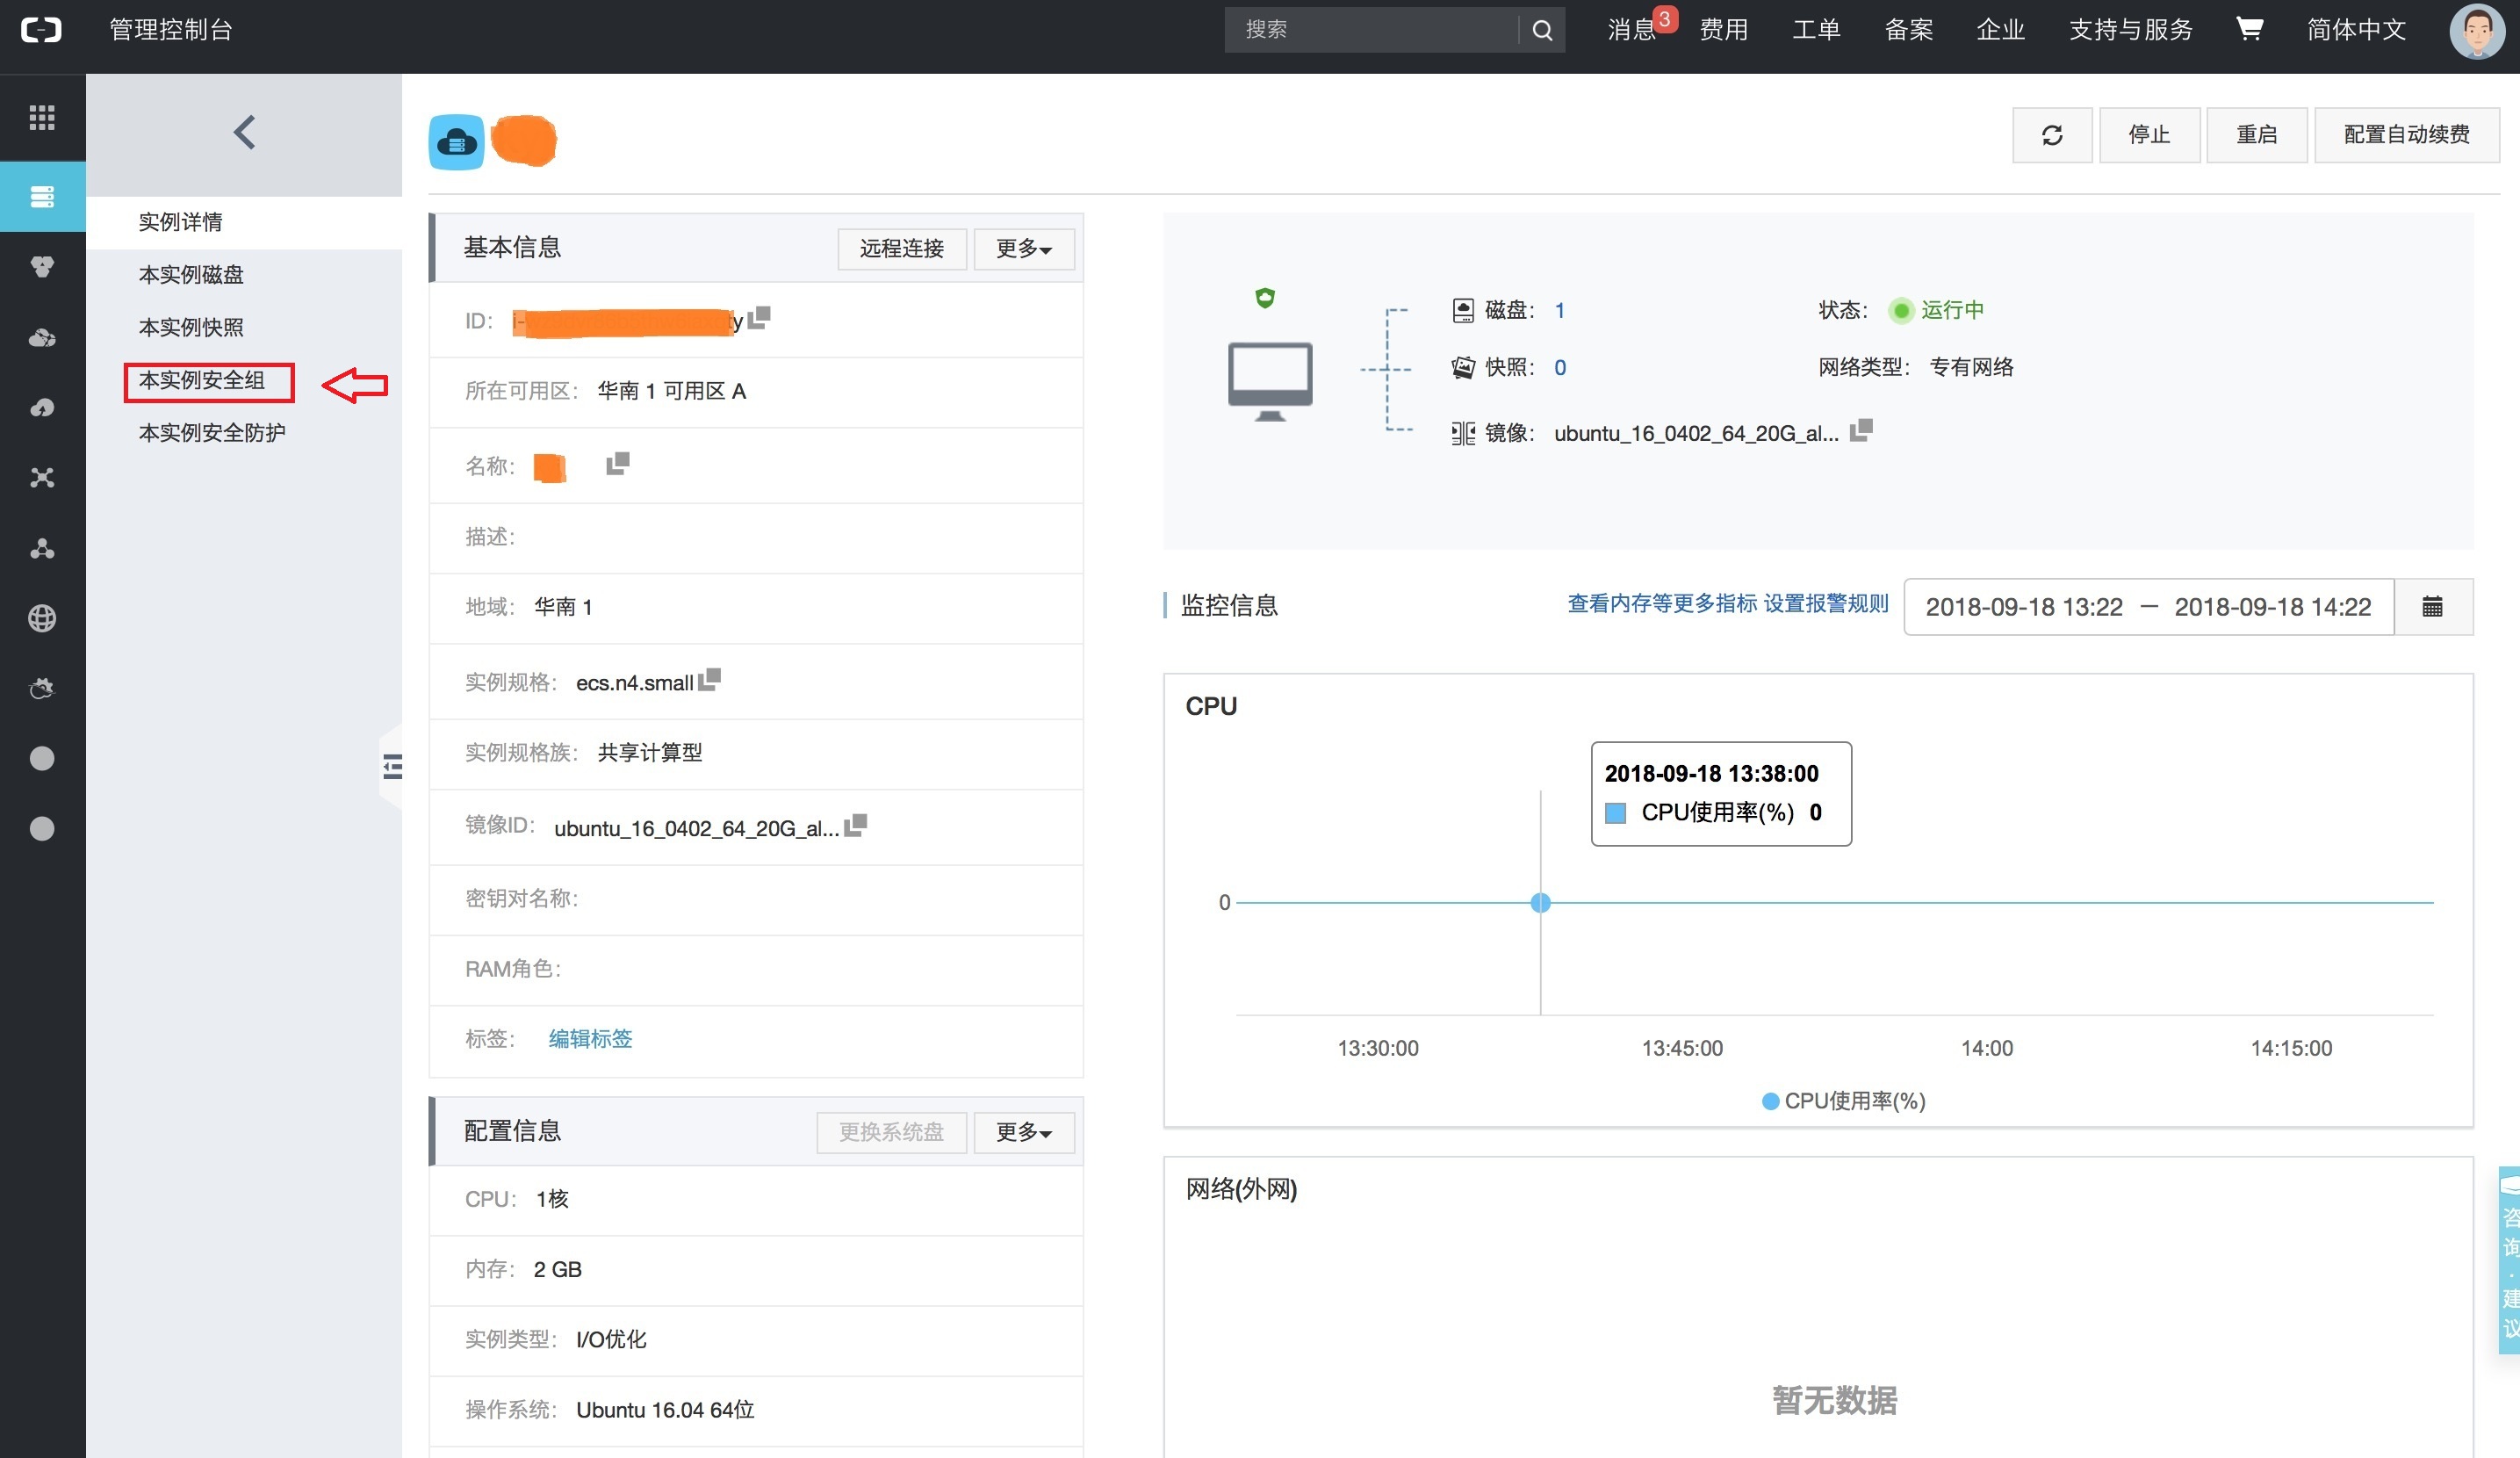 管理控制台
搜索
消息 3
费用
工单
备案
企业
支持与服务
简体中文
实例详情
本实例磁盘
本实例快照
本实例安全组
本实例安全防护
停止
重启
配置自动续费
基本信息
远程连接
更多
ID：
所在可用区： 华南 1 可用区 A
名称：
描述：
地域： 华南 1
实例规格： ecs.n4.small
实例规格族： 共享计算型
镜像ID： ubuntu_16_0402_64_20G_al...
密钥对名称：
RAM角色：
标签： 编辑标签
配置信息
更换系统盘
更多
CPU： 1核
内存： 2 GB
实例类型： I/O优化
操作系统： Ubuntu 16.04 64位
磁盘： 1
状态： 运行中
快照： 0
网络类型： 专有网络
镜像： ubuntu_16_0402_64_20G_al...
监控信息
查看内存等更多指标 设置报警规则
2018-09-18 13:22 — 2018-09-18 14:22
CPU
2018-09-18 13:38:00
CPU使用率(%) 0
0
13:30:00 13:45:00 14:00 14:15:00
CPU使用率(%)
网络(外网)
暂无数据
咨询·建议